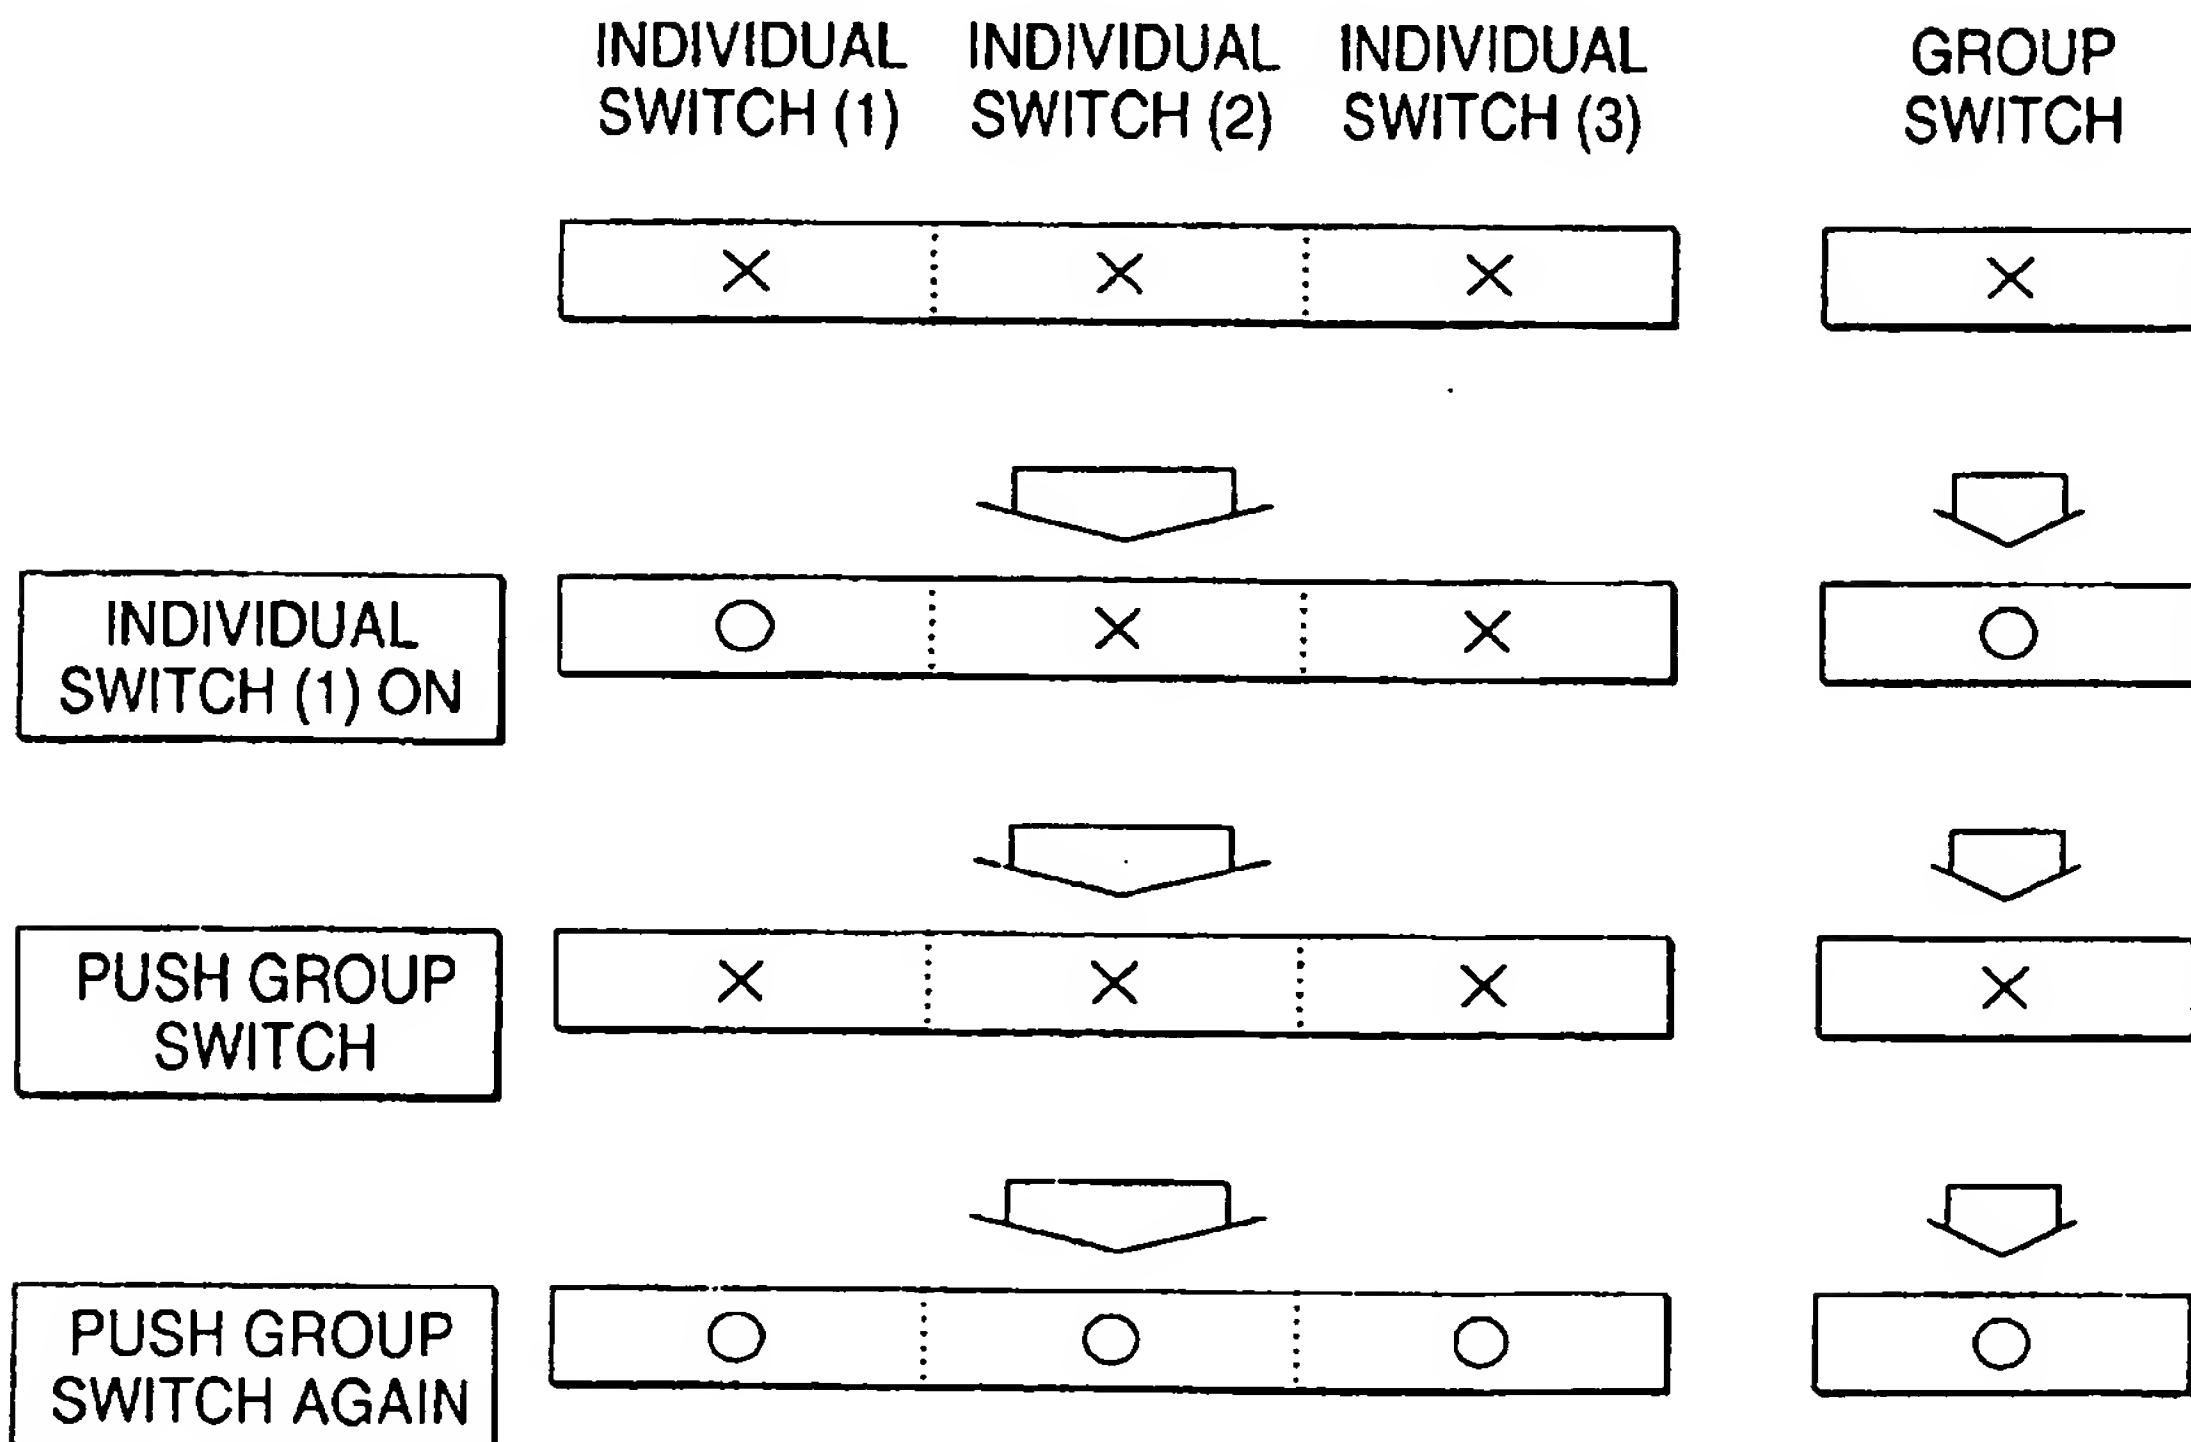 INDIVIDUAL SWITCH (1)
INDIVIDUAL SWITCH (2)
INDIVIDUAL SWITCH (3)
GROUP SWITCH
× × × ×
INDIVIDUAL
SWITCH (1) ON
○ × × ○
PUSH GROUP
SWITCH
× × × ×
PUSH GROUP
SWITCH AGAIN
○ ○ ○ ○